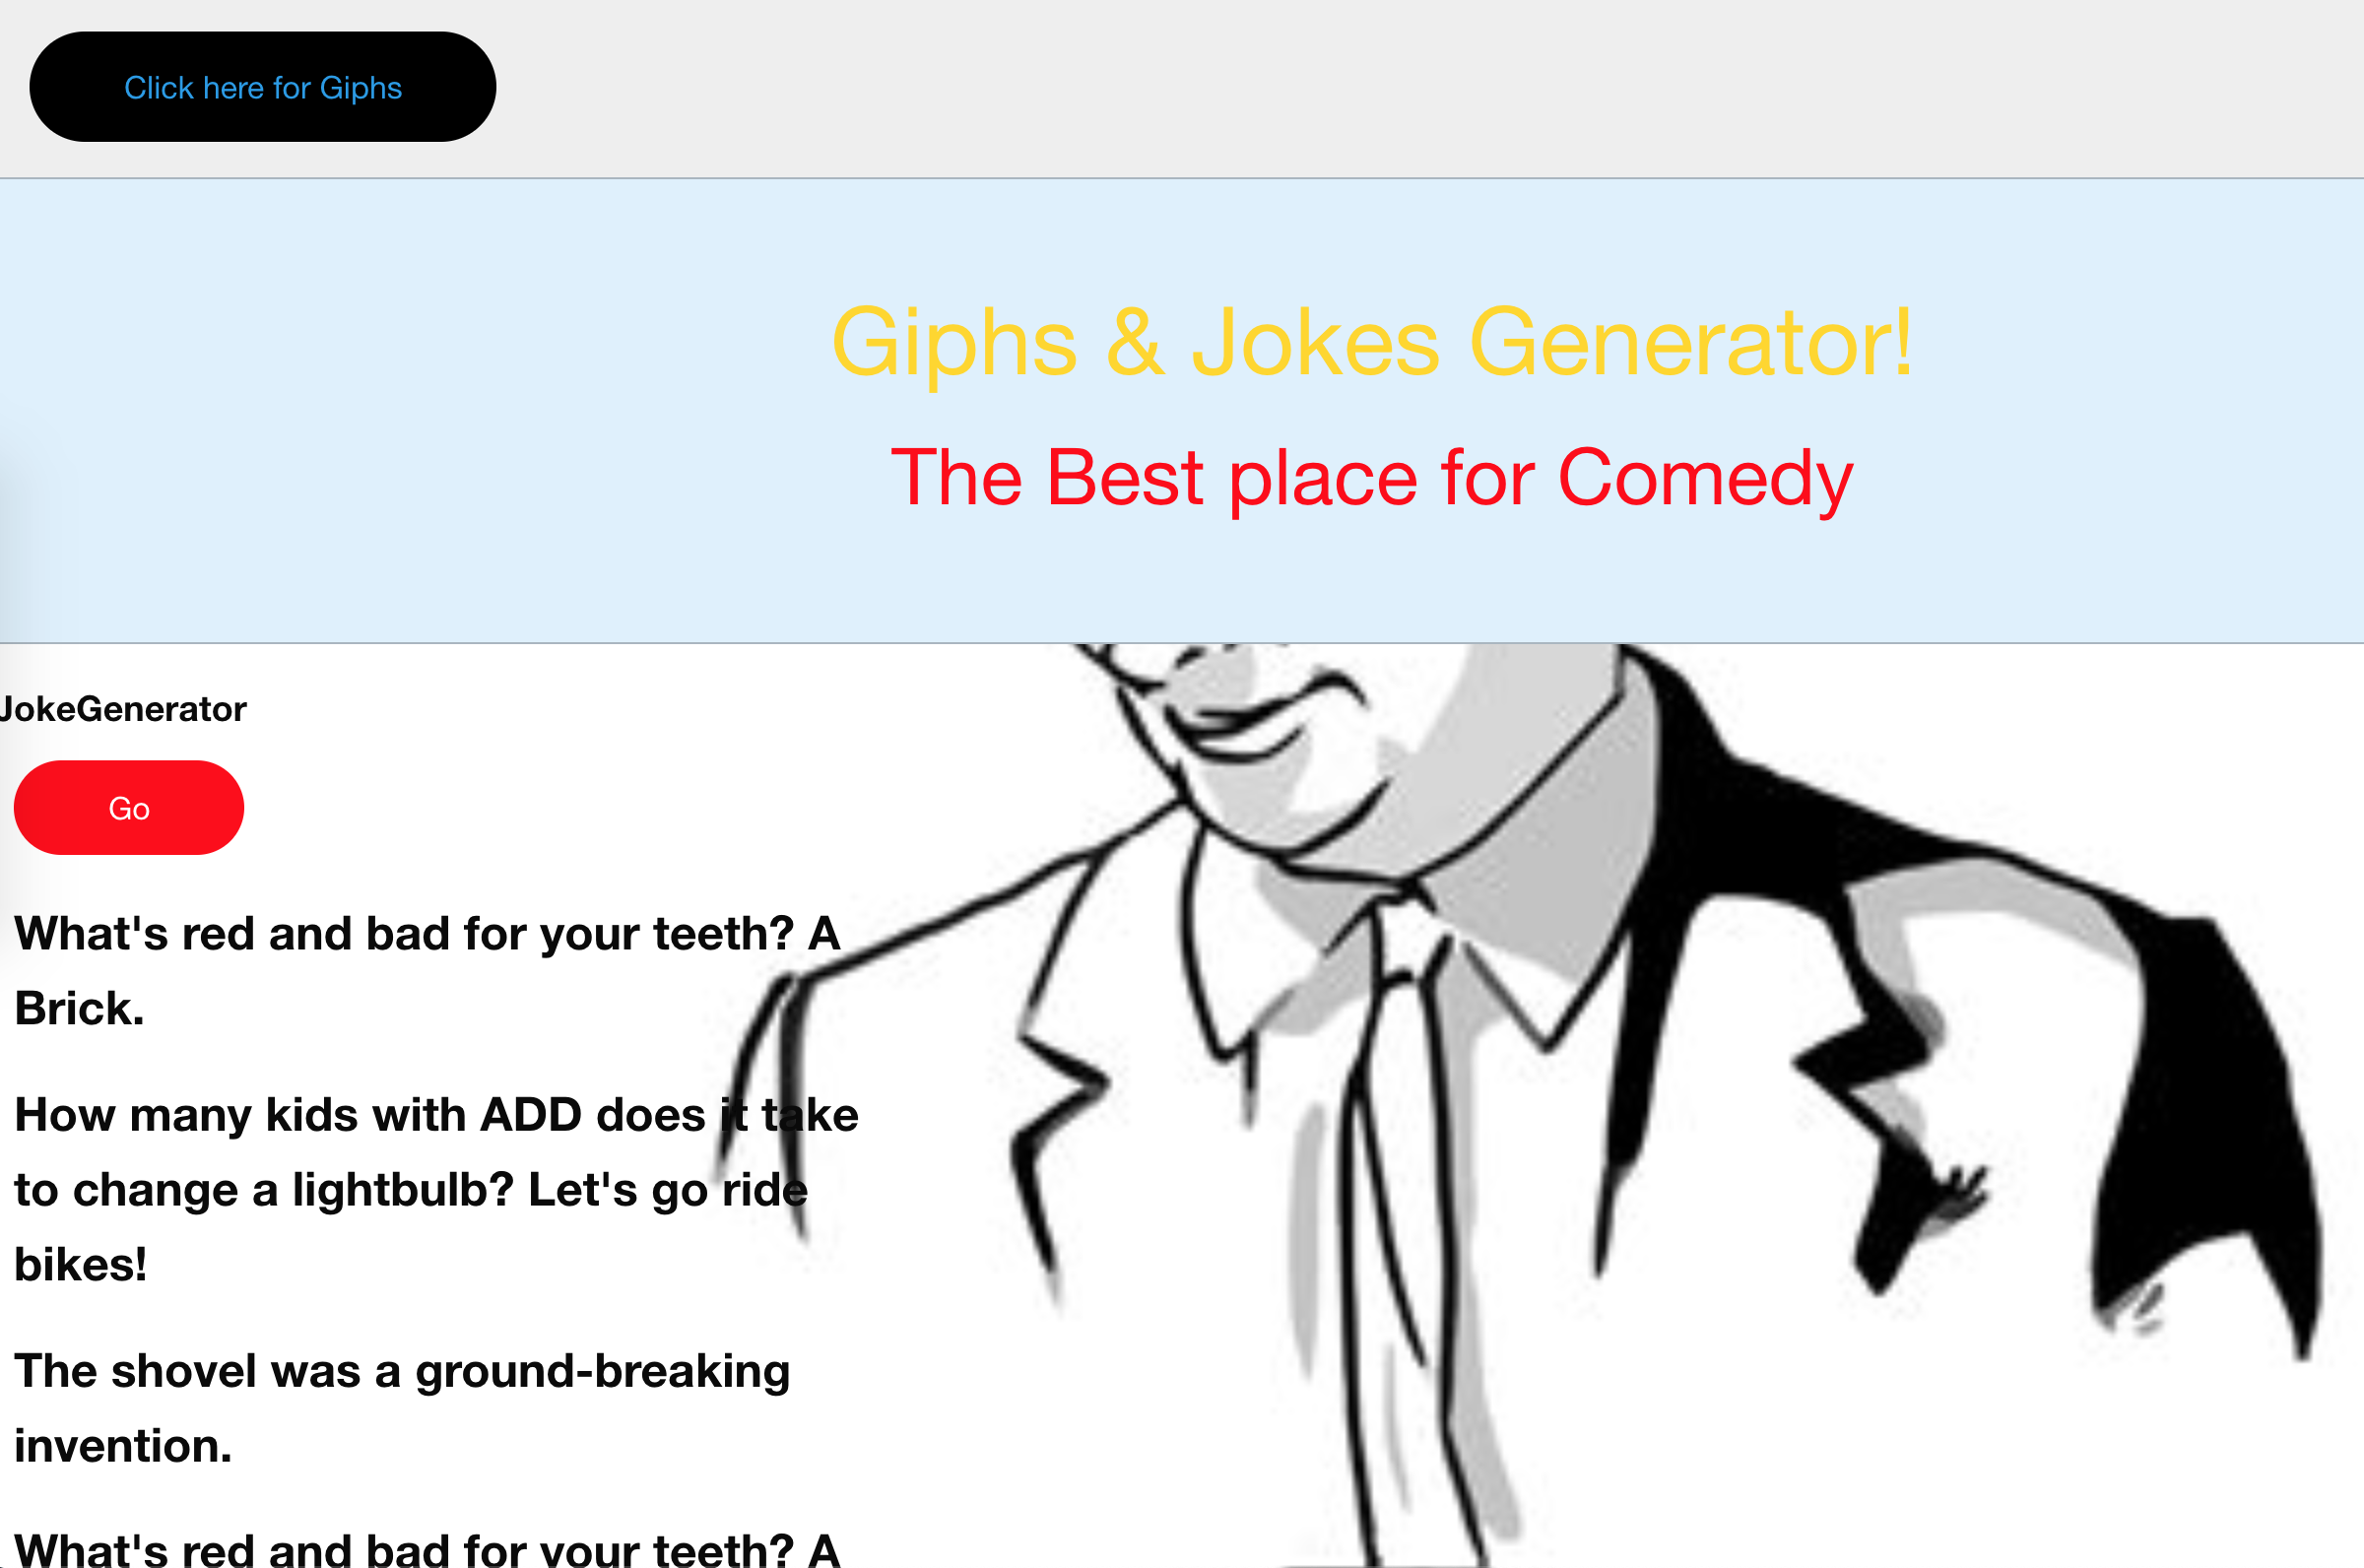 Click here for Giphs
Giphs & Jokes Generator!
The Best place for Comedy
JokeGenerator
Go
What's red and bad for your teeth? A
Brick.
How many kids with ADD does it take
to change a lightbulb? Let's go ride
bikes!
The shovel was a ground-breaking
invention.
What's red and bad for your teeth? A